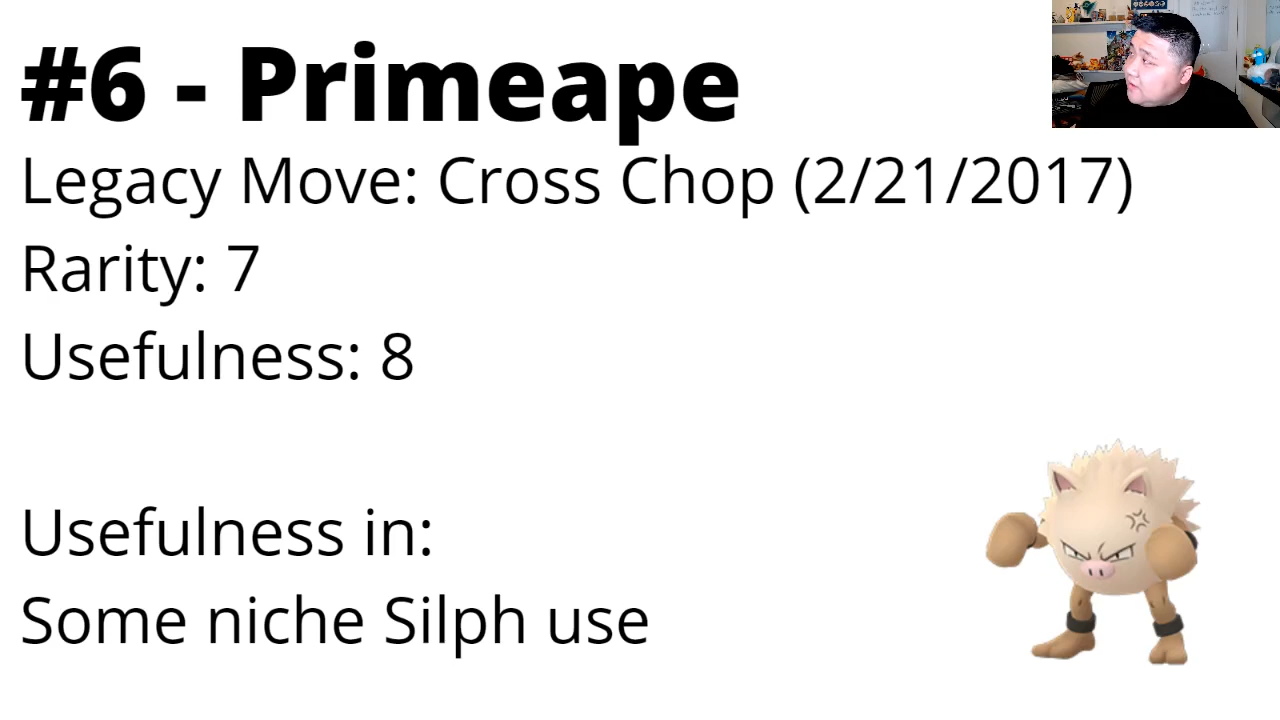 #6 - Primeape
Legacy Move: Cross Chop (2/21/2017)
Rarity: 7
Usefulness: 8
Usefulness in:
Some niche Silph use